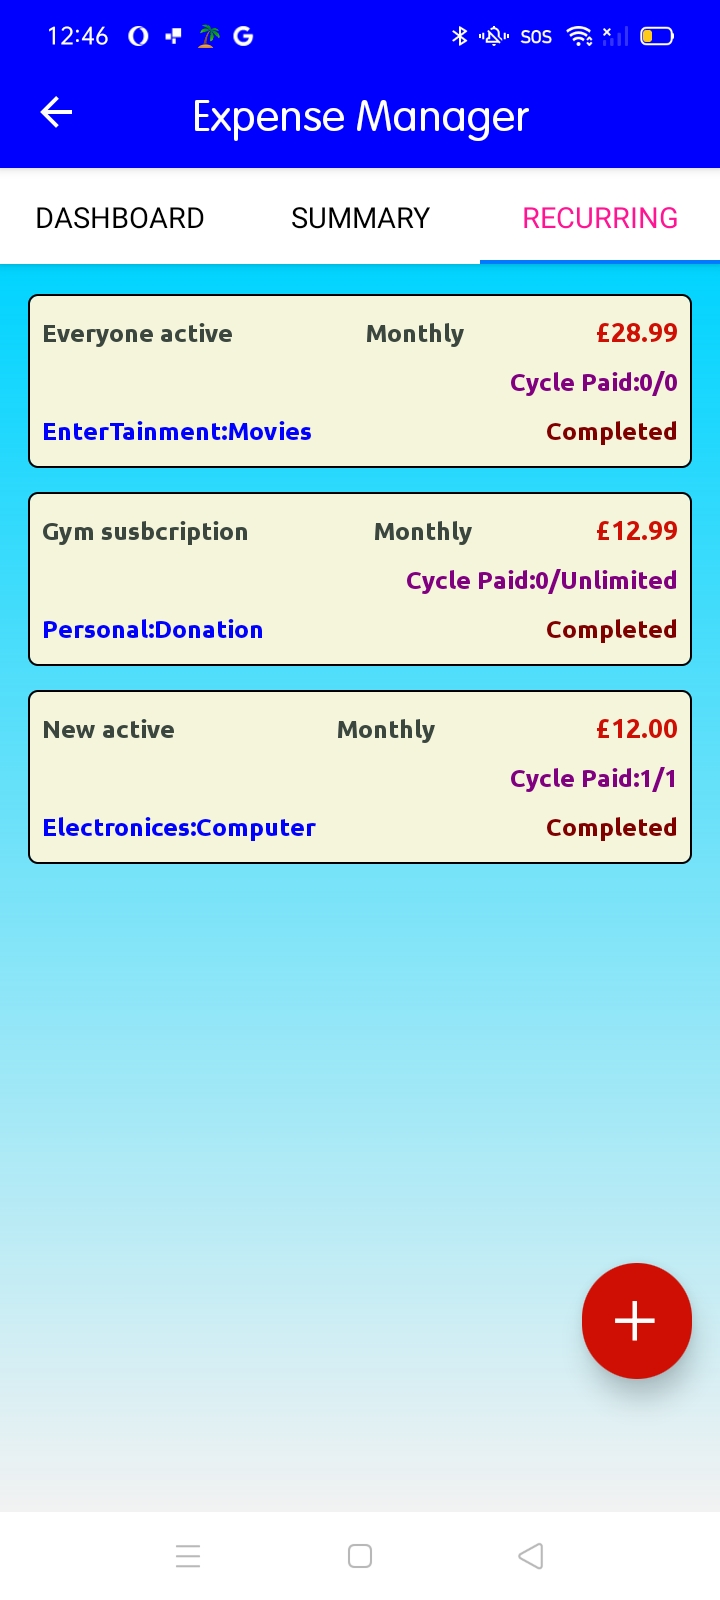 12:46 SOS
Expense Manager
DASHBOARD SUMMARY RECURRING
Everyone active Monthly £28.99
Cycle Paid:0/0
EnterTainment:Movies Completed
Gym susbcription Monthly £12.99
Cycle Paid:0/Unlimited
Personal:Donation Completed
New active Monthly £12.00
Cycle Paid:1/1
Electronices:Computer Completed